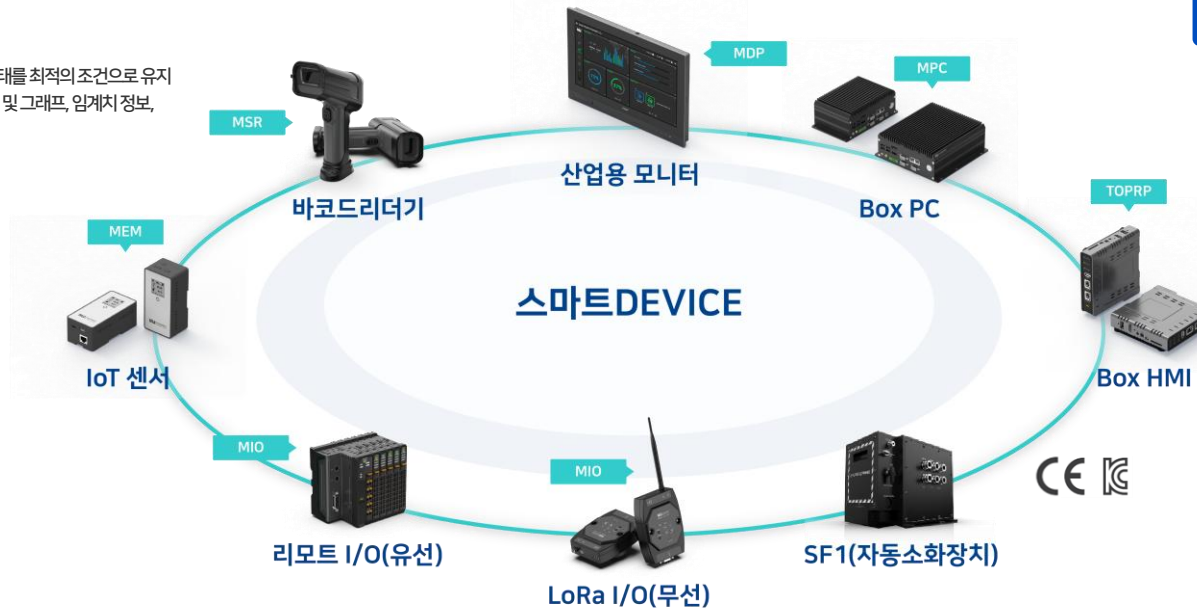 태를 최적의 조건으로 유지
및 그래프, 임계치 정보,
MSR
MDP
MPC
산업용 모니터
바코드리더기
Box PC
TOPRP
MEM
스마트DEVICE
IoT 센서
Box HMI
MIO
MIO
CE
리모트 I/O(유선)
SF1(자동소화장치)
LoRa I/O(무선)